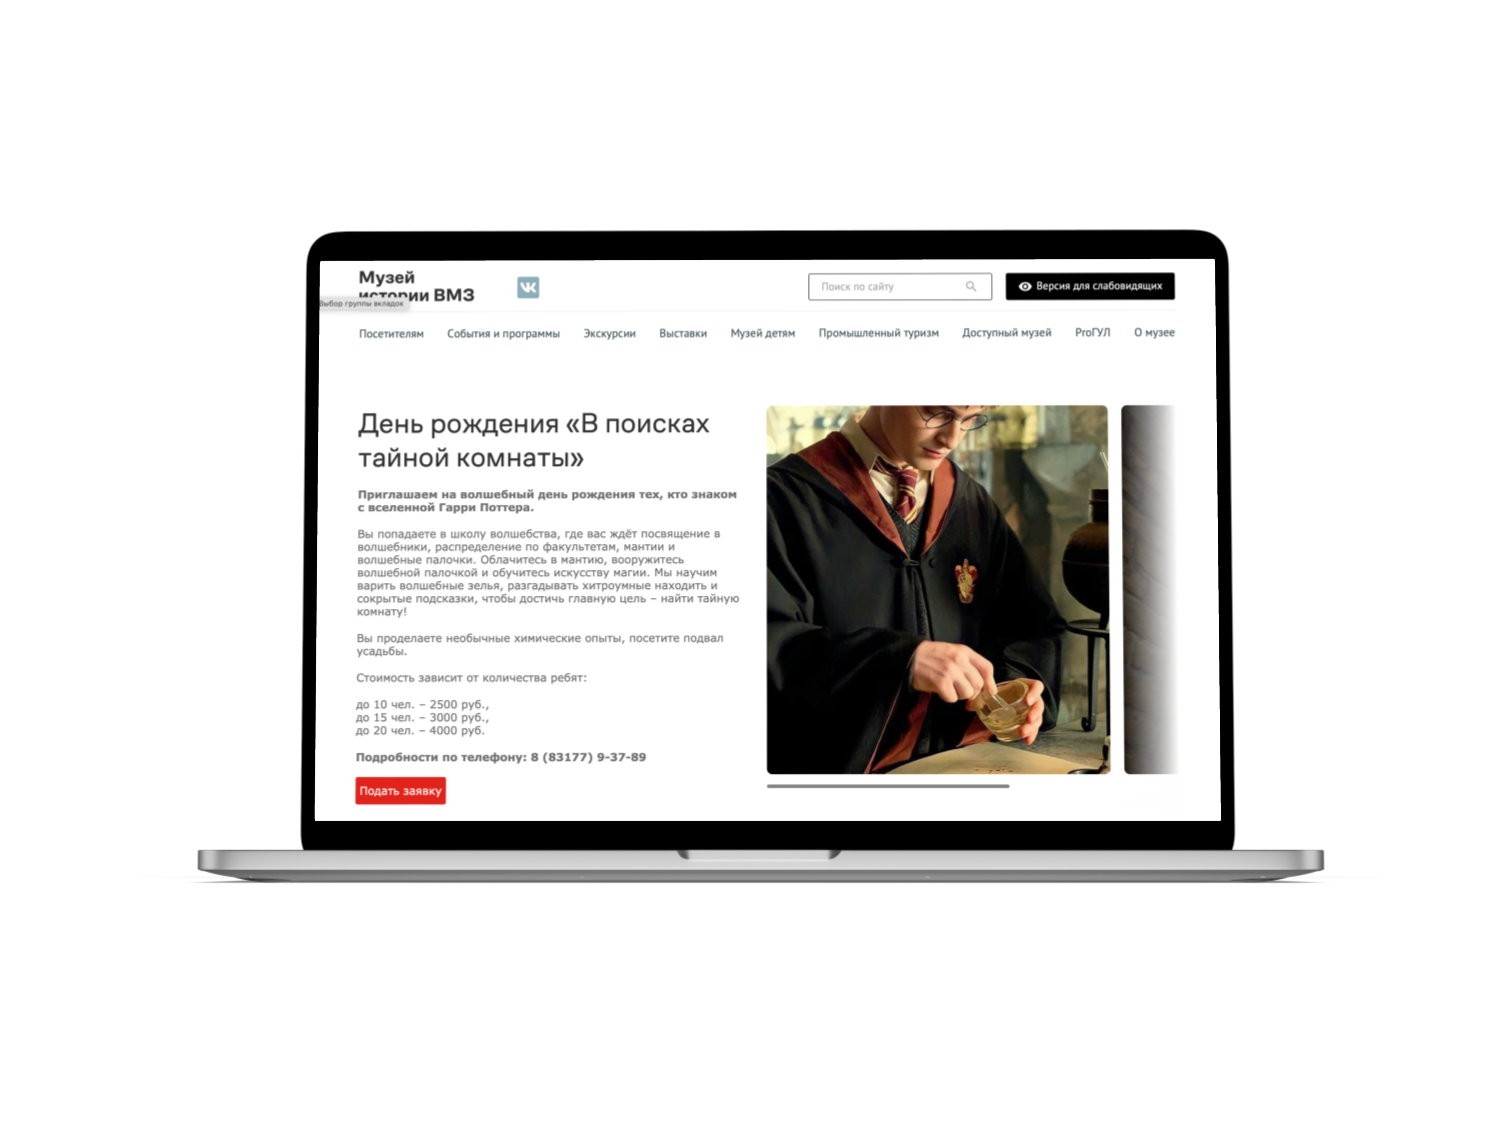 Музей
истории ВМЗ
Выбор группы вкладок
Поиск по сайту
Версия для слабовидящих
Посетителям События и программы Экскурсии Выставки Музей детям Промышленный туризм Доступный музей ProГУЛ О музее
День рождения «В поисках
тайной комнаты»
Приглашаем на волшебный день рождения тех, кто знаком
с вселенной Гарри Поттера.
Вы попадаете в школу волшебства, где вас ждёт посвящение в
волшебники, распределение по факультетам, мантии и
волшебные палочки. Облачитесь в мантию, вооружитесь
волшебной палочкой и обучитесь искусству магии. Мы научим
варить волшебные зелья, разгадывать хитроумные находить и
сокрытые подсказки, чтобы достичь главную цель – найти тайную
комнату!
Вы проделаете необычные химические опыты, посетите подвал
усадьбы.
Стоимость зависит от количества ребят:
до 10 чел. – 2500 руб.,
до 15 чел. – 3000 руб.,
до 20 чел. – 4000 руб.
Подробности по телефону: 8 (83177) 9-37-89
Подать заявку